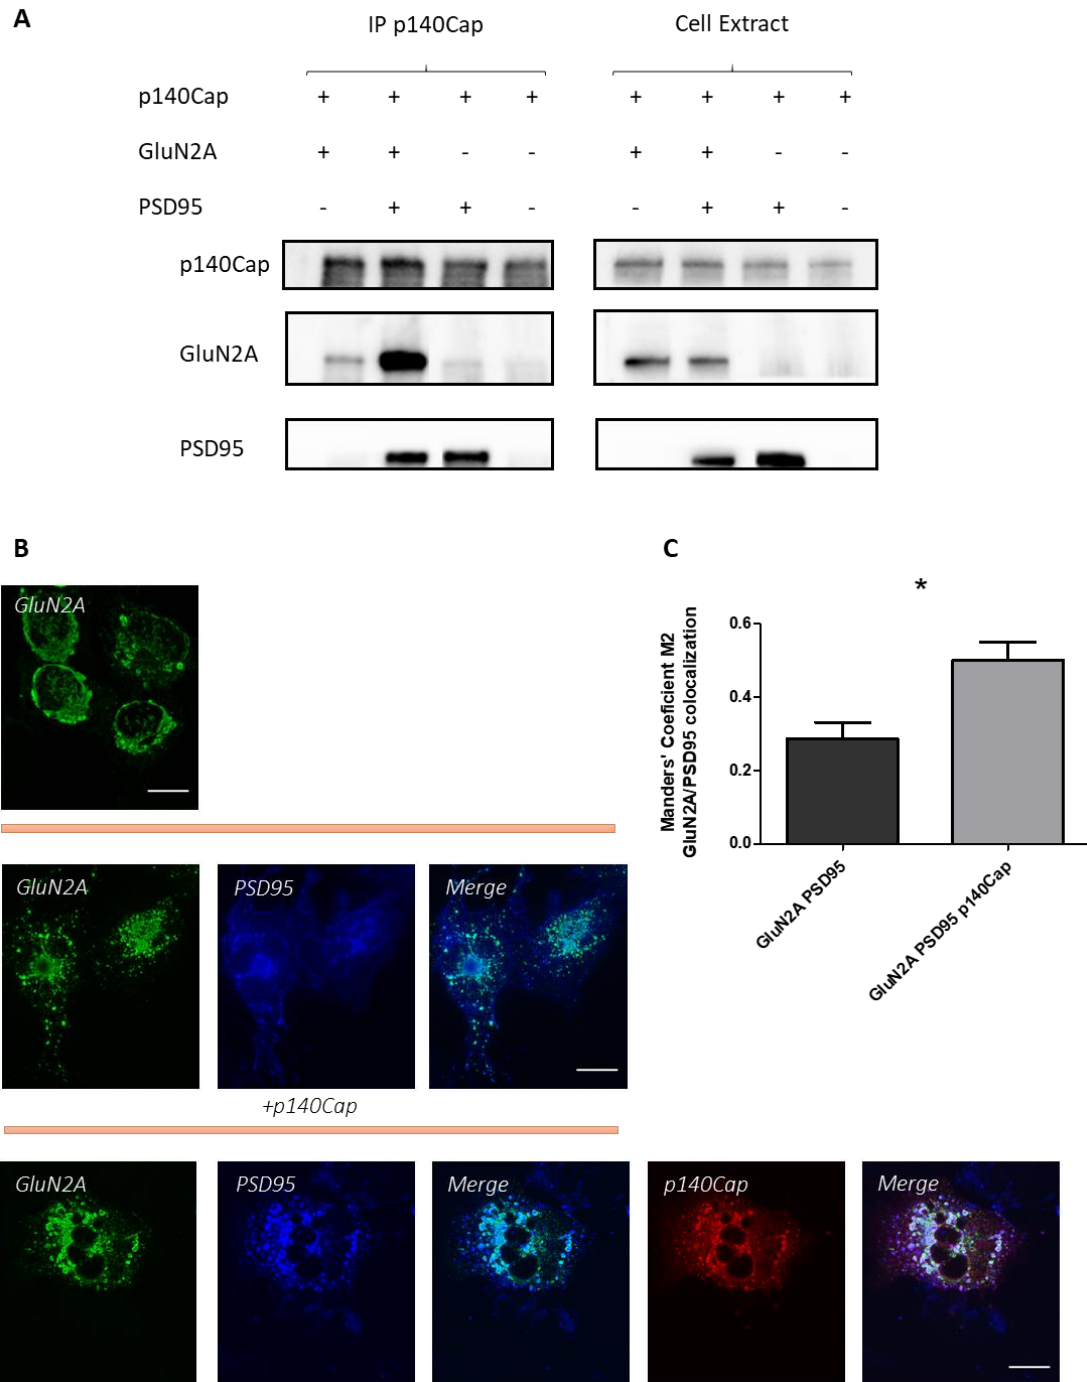 A
IP p140Cap
Cell Extract
p140Cap + + + + + + + +
GluN2A + + - - + + - -
PSD95 - + + - - + + -
p140Cap
GluN2A
PSD95
B
GluN2A
GluN2A
PSD95
Merge
+p140Cap
GluN2A
PSD95
Merge
p140Cap
Merge
C
*
Manders' Coeficient M2
GluN2A/PSD95 colocalization
0.6
0.4
0.2
0.0
GluN2A PSD95
GluN2A PSD95 p140Cap